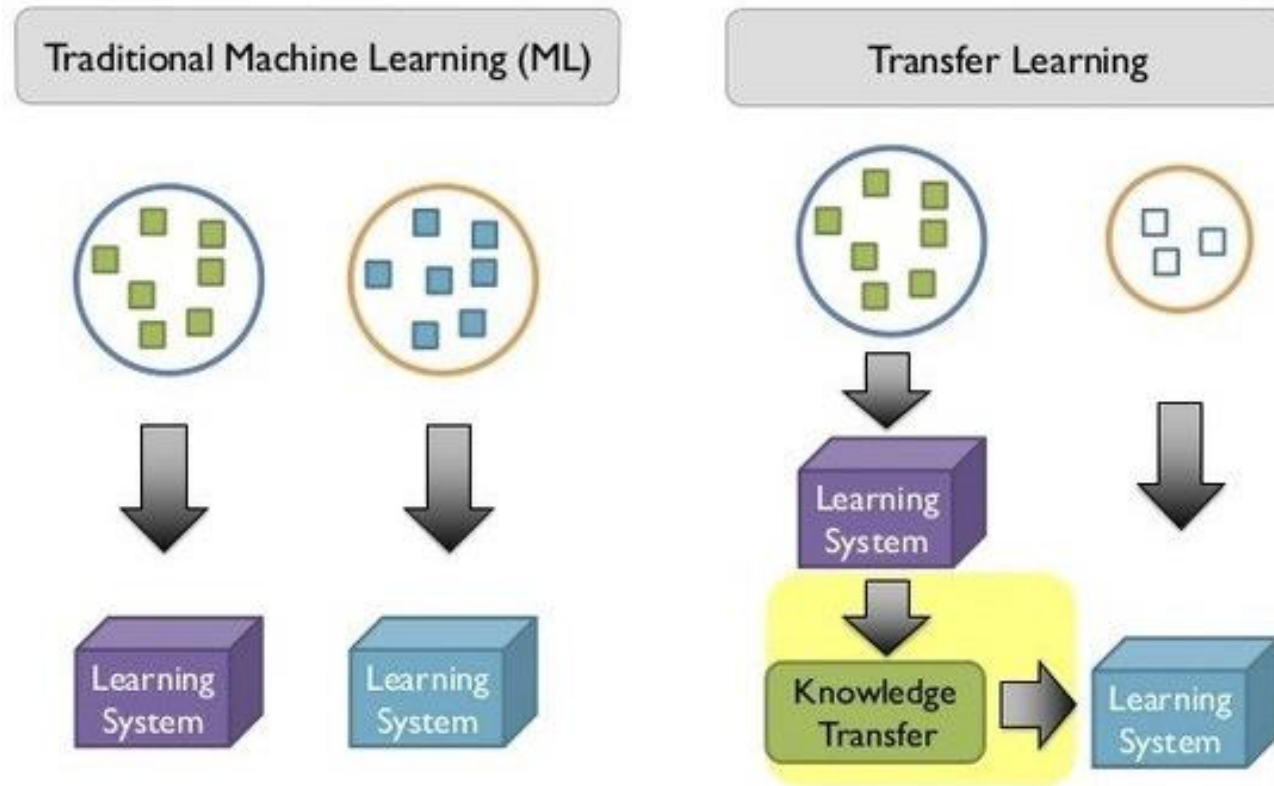 Traditional Machine Learning (ML)
Transfer Learning
Learning
System
Learning
System
Learning
System
Knowledge
Transfer
Learning
System